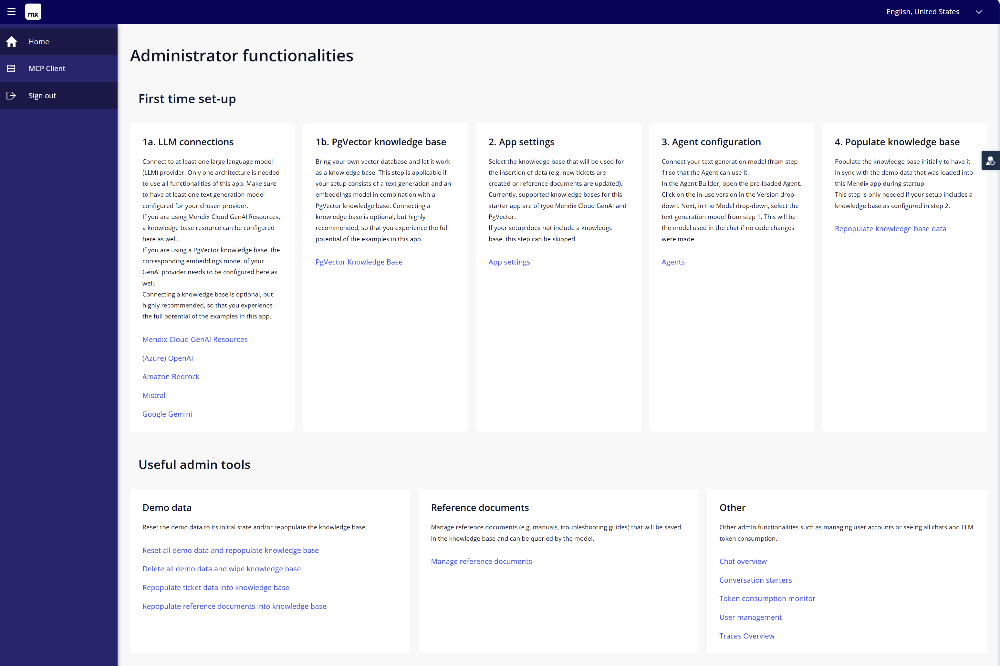 mx
English, United States
Home
MCP Client
Sign out
Administrator functionalities
First time set-up
1a. LLM connections
Connect to at least one large language model
(LLM) provider. Only one architecture is needed
to use all functionalities of this app. Make sure
to have at least one text generation model
configured for your chosen provider.
If you are using Mendix Cloud GenAI Resources,
a knowledge base resource can be configured
here as well.
If you are using a PgVector knowledge base, the
corresponding embeddings model of your
GenAI provider needs to be configured here as
well.
Connecting a knowledge base is optional, but
highly recommended, so that you experience
the full potential of the examples in this app.
Mendix Cloud GenAI Resources
(Azure) OpenAI
Amazon Bedrock
Mistral
Google Gemini
1b. PgVector knowledge base
Bring your own vector database and let it work
as a knowledge base. This step is applicable if
your setup consists of a text generation and an
embeddings model in combination with a
PgVector knowledge base. Connecting a
knowledge base is optional, but highly
recommended, so that you experience the full
potential of the examples in this app.
PgVector Knowledge Base
2. App settings
Select the knowledge base that will be used for
the insertion of data (e.g. new tickets are
created or reference documents are updated).
Currently, supported knowledge bases for this
starter app are of type Mendix Cloud GenAI and
PgVector.
If your setup does not include a knowledge
base, this step can be skipped.
App settings
3. Agent configuration
Connect your text generation model (from step
1) so that the Agent can use it.
In the Agent Builder, open the pre-loaded Agent.
Click on the in-use version in the Version drop-
down. Next, in the Model drop-down, select the
text generation model from step 1. This will be
the model used in the chat if no code changes
were made.
Agents
4. Populate knowledge base
Populate the knowledge base initially to have it
in sync with the demo data that was loaded into
this Mendix app during startup.
This step is only needed if your setup includes a
knowledge base as configured in step 2.
Repopulate knowledge base data
Useful admin tools
Demo data
Reset the demo data to its initial state and/or repopulate the knowledge base.
Reset all demo data and repopulate knowledge base
Delete all demo data and wipe knowledge base
Repopulate ticket data into knowledge base
Repopulate reference documents into knowledge base
Reference documents
Manage reference documents (e.g. manuals, troubleshooting guides) that will be saved
in the knowledge base and can be queried by the model.
Manage reference documents
Other
Other admin functionalities such as managing user accounts or seeing all chats and LLM
token consumption.
Chat overview
Conversation starters
Token consumption monitor
User management
Traces Overview